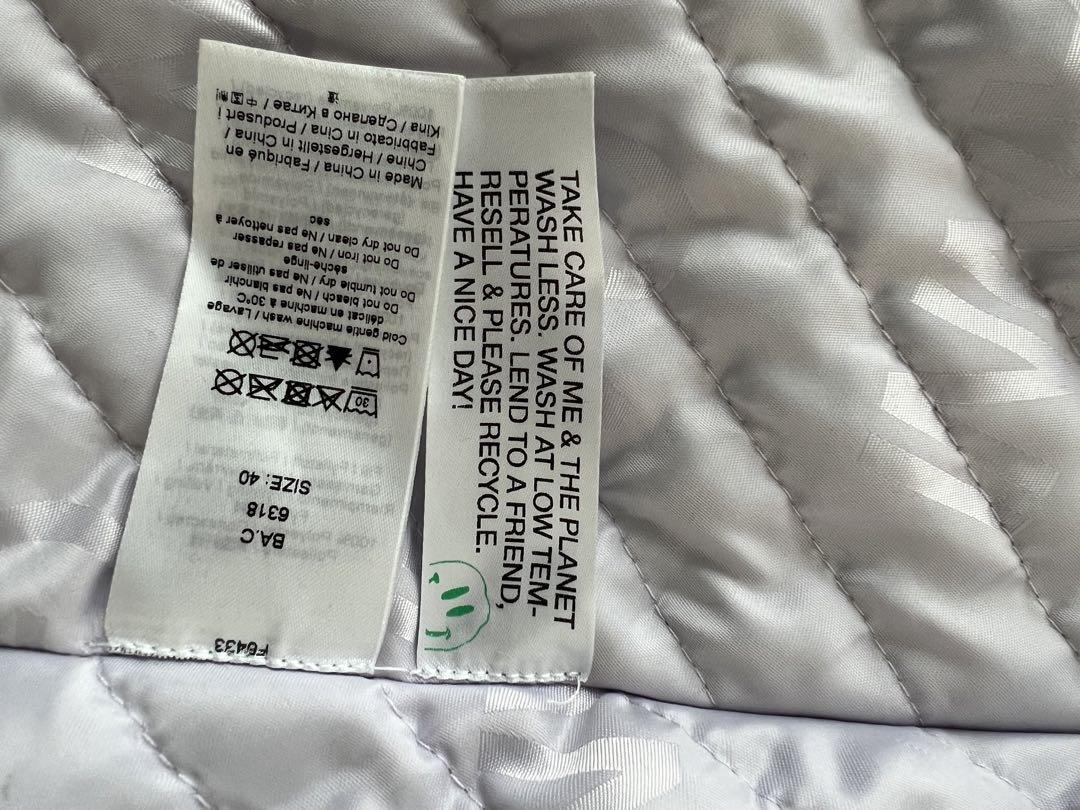 F6433
BA.C
6318
SIZE: 40
30
Cold gentle machine wash / Lavage
délicat en machine à 30°C
Do not bleach / Ne pas blanchir
Do not tumble dry / Ne pas utiliser de
sèche-linge
Do not iron / Ne pas repasser
Do not dry clean / Ne pas nettoyer à
sec
Made in China / Fabriqué en
Chine / Hergestellt in China /
Fabbricato in Cina / Produsert i
Kina / Сделано в Китае / 中国制
造
TAKE CARE OF ME & THE PLANET
WASH LESS. WASH AT LOW TEM-
PERATURES. LEND TO A FRIEND,
RESELL & PLEASE RECYCLE.
HAVE A NICE DAY!